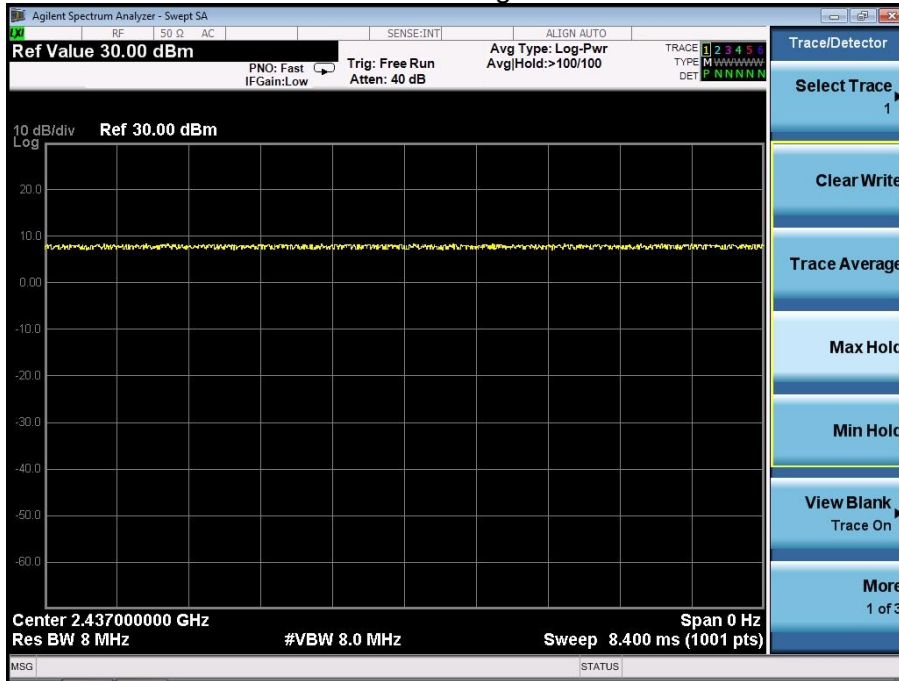 Agilent Spectrum Analyzer - Swept SA
LXI RF 50 Ω AC SENSE:INT ALIGN AUTO
Ref Value 30.00 dBm
PNO: Fast
IFGain:Low
Trig: Free Run
Atten: 40 dB
Avg Type: Log-Pwr
Avg|Hold:>100/100
TRACE 1 2 3 4 5 6
TYPE M WWWWW
DET P N N N N N
Trace/Detector
Select Trace
1
Clear Write
Trace Average
Max Hold
Min Hold
View Blank
Trace On
More
1 of 3
10 dB/div Ref 30.00 dBm
Log
20.0
10.0
0.00
-10.0
-20.0
-30.0
-40.0
-50.0
-60.0
Center 2.437000000 GHz Span 0 Hz
Res BW 8 MHz #VBW 8.0 MHz Sweep 8.400 ms (1001 pts)
MSG STATUS